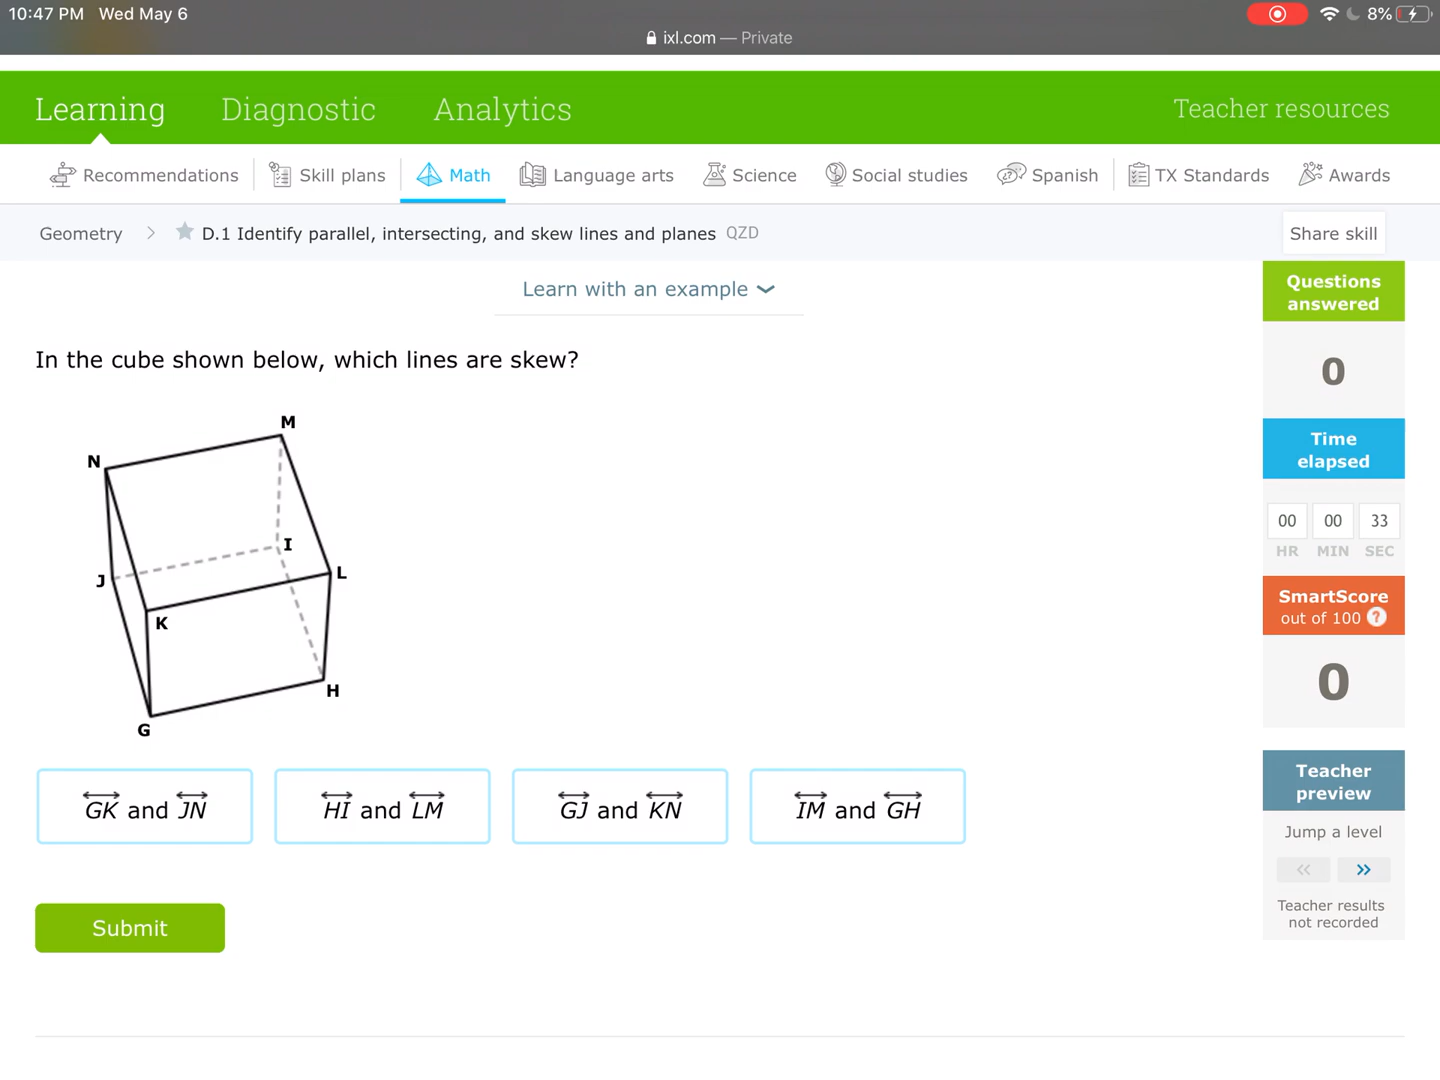 10:47 PM Wed May 6
8%
ixl.com — Private
Learning Diagnostic Analytics Teacher resources
Recommendations Skill plans Math Language arts Science Social studies Spanish TX Standards Awards
Geometry > D.1 Identify parallel, intersecting, and skew lines and planes QZD Share skill
Learn with an example
In the cube shown below, which lines are skew?
M
N
I
J
L
K
H
G
GK and JN HI and LM GJ and KN IM and GH
Submit
Questions
answered
0
Time
elapsed
00 00 33
HR MIN SEC
SmartScore
out of 100 ?
0
Teacher
preview
Jump a level
<< >>
Teacher results
not recorded